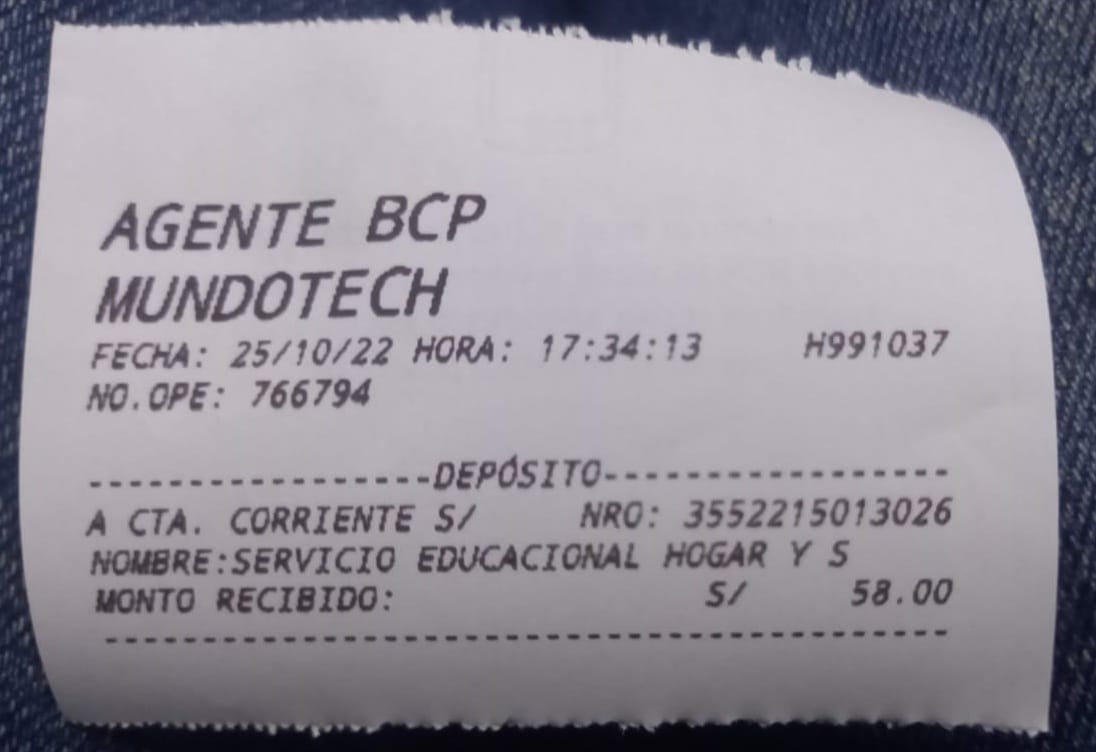 AGENTE BCP
MUNDOTECH
FECHA: 25/10/22 HORA: 17:34:13 H991037
NO.OPE: 766794
-----------------DEPÓSITO-----------------
A CTA. CORRIENTE S/ NRO: 3552215013026
NOMBRE:SERVICIO EDUCACIONAL HOGAR Y S
MONTO RECIBIDO: S/ 58.00
------------------------------------------